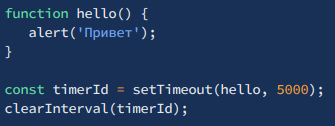 function hello() {
   alert('Привет');
}

const timerId = setTimeout(hello, 5000);
clearInterval(timerId);